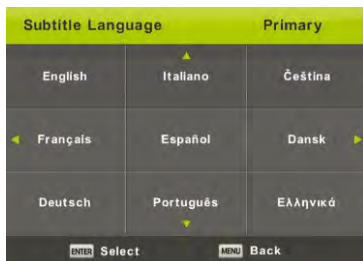 Subtitle Language Primary
English Italiano Čeština
Français Español Dansk
Deutsch Português Ελληνικά
ENTER Select MENU Back